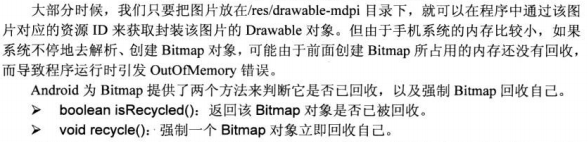 大部分时候，我们只要把图片放在/res/drawable-mdpi 目录下，就可以在程序中通过该图
片对应的资源 ID 来获取封装该图片的 Drawable 对象。但由于手机系统的内存比较小，如果
系统不停地去解析、创建 Bitmap 对象，可能由于前面创建 Bitmap 所占用的内存还没有回收，
而导致程序运行时引发 OutOfMemory 错误。
Android 为 Bitmap 提供了两个方法来判断它是否已回收，以及强制 Bitmap 回收自己。
➢ boolean isRecycled()：返回该 Bitmap 对象是否已被回收。
➢ void recycle()：强制一个 Bitmap 对象立即回收自己。